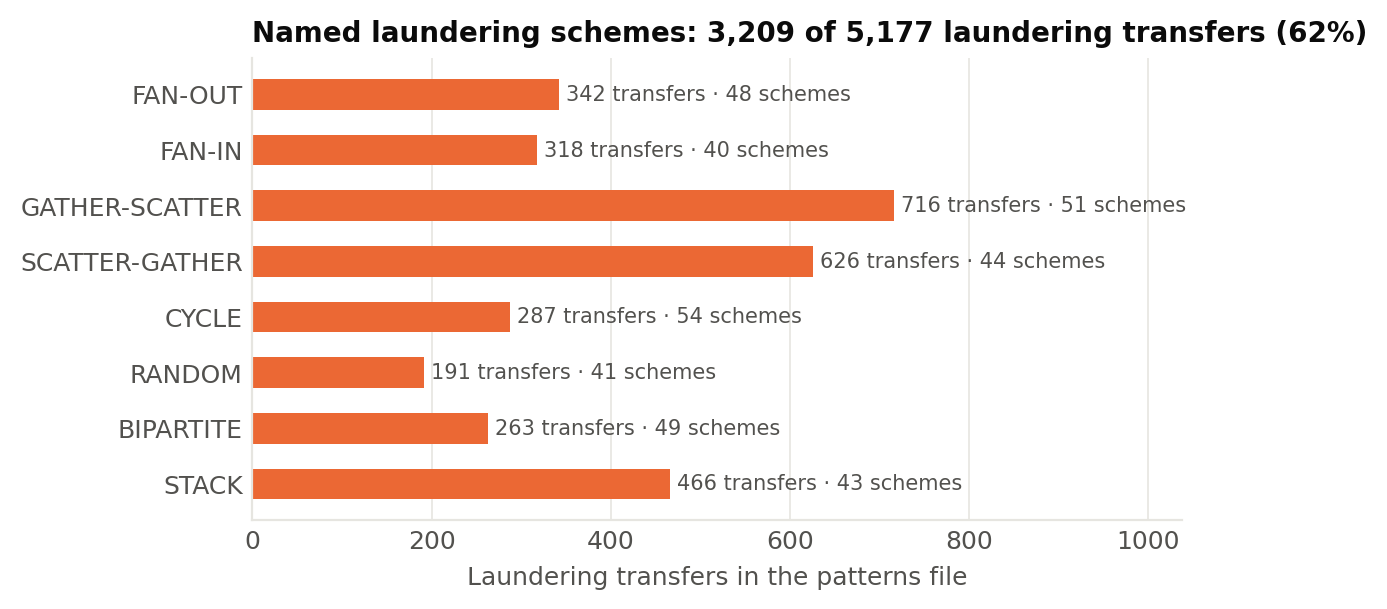 Named laundering schemes: 3,209 of 5,177 laundering transfers (62%)
FAN-OUT 342 transfers · 48 schemes
FAN-IN 318 transfers · 40 schemes
GATHER-SCATTER 716 transfers · 51 schemes
SCATTER-GATHER 626 transfers · 44 schemes
CYCLE 287 transfers · 54 schemes
RANDOM 191 transfers · 41 schemes
BIPARTITE 263 transfers · 49 schemes
STACK 466 transfers · 43 schemes
0 200 400 600 800 1000
Laundering transfers in the patterns file